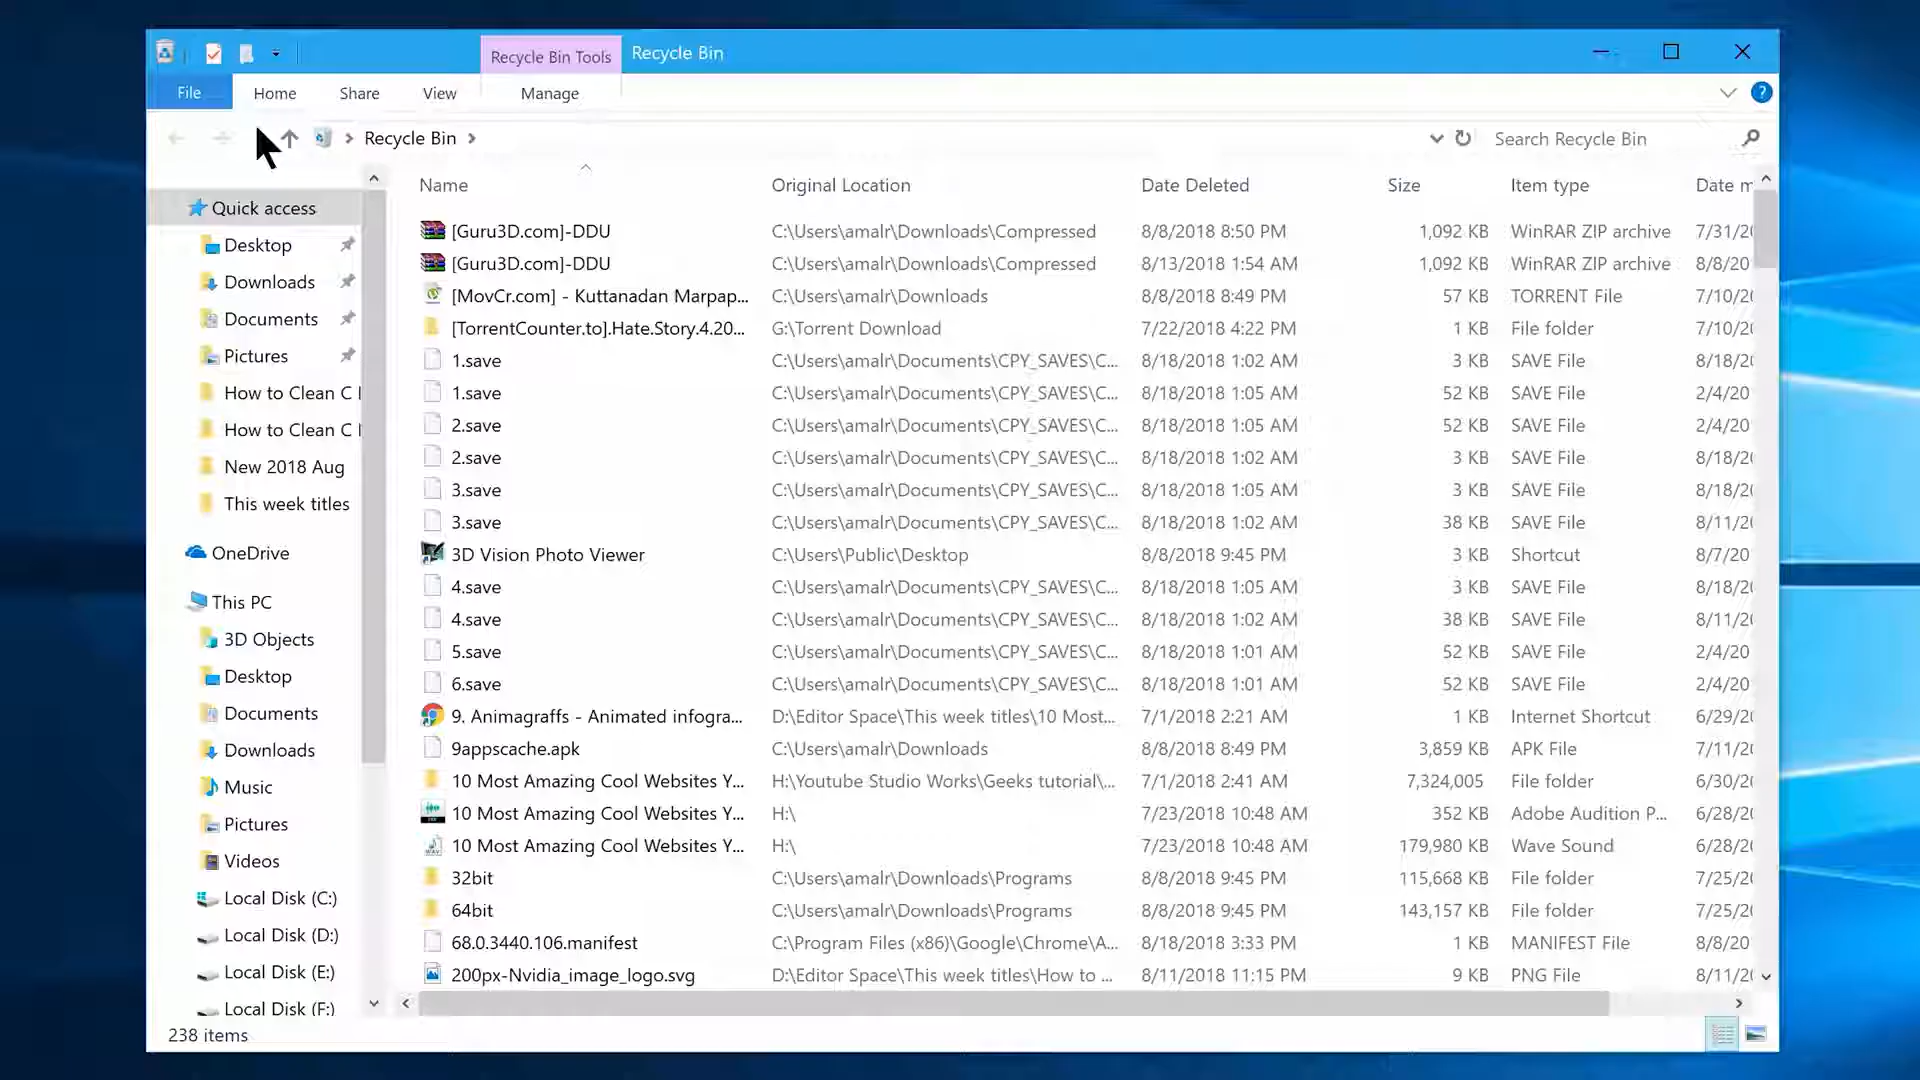 Recycle Bin Tools Recycle Bin
File Home Share View Manage
Recycle Bin Search Recycle Bin
Name Original Location Date Deleted Size Item type Date m
Quick access
Desktop
Downloads
Documents
Pictures
How to Clean C
How to Clean C
New 2018 Aug
This week titles
OneDrive
This PC
3D Objects
Desktop
Documents
Downloads
Music
Pictures
Videos
Local Disk (C:)
Local Disk (D:)
Local Disk (E:)
Local Disk (F:)
[Guru3D.com]-DDU C:\Users\amalr\Downloads\Compressed 8/8/2018 8:50 PM 1,092 KB WinRAR ZIP archive 7/31/20
[Guru3D.com]-DDU C:\Users\amalr\Downloads\Compressed 8/13/2018 1:54 AM 1,092 KB WinRAR ZIP archive 8/8/20
[MovCr.com] - Kuttanadan Marpap... C:\Users\amalr\Downloads 8/8/2018 8:49 PM 57 KB TORRENT File 7/10/20
[TorrentCounter.to].Hate.Story.4.20... G:\Torrent Download 7/22/2018 4:22 PM 1 KB File folder 7/10/20
1.save C:\Users\amalr\Documents\CPY_SAVES\C... 8/18/2018 1:02 AM 3 KB SAVE File 8/18/20
1.save C:\Users\amalr\Documents\CPY_SAVES\C... 8/18/2018 1:05 AM 52 KB SAVE File 2/4/20
2.save C:\Users\amalr\Documents\CPY_SAVES\C... 8/18/2018 1:05 AM 52 KB SAVE File 2/4/20
2.save C:\Users\amalr\Documents\CPY_SAVES\C... 8/18/2018 1:02 AM 3 KB SAVE File 8/18/20
3.save C:\Users\amalr\Documents\CPY_SAVES\C... 8/18/2018 1:05 AM 3 KB SAVE File 8/18/20
3.save C:\Users\amalr\Documents\CPY_SAVES\C... 8/18/2018 1:02 AM 38 KB SAVE File 8/11/20
3D Vision Photo Viewer C:\Users\Public\Desktop 8/8/2018 9:45 PM 3 KB Shortcut 8/7/20
4.save C:\Users\amalr\Documents\CPY_SAVES\C... 8/18/2018 1:05 AM 3 KB SAVE File 8/18/20
4.save C:\Users\amalr\Documents\CPY_SAVES\C... 8/18/2018 1:02 AM 38 KB SAVE File 8/11/20
5.save C:\Users\amalr\Documents\CPY_SAVES\C... 8/18/2018 1:01 AM 52 KB SAVE File 2/4/20
6.save C:\Users\amalr\Documents\CPY_SAVES\C... 8/18/2018 1:01 AM 52 KB SAVE File 2/4/20
9. Animagraffs - Animated infogra... D:\Editor Space\This week titles\10 Most... 7/1/2018 2:21 AM 1 KB Internet Shortcut 6/29/20
9appscache.apk C:\Users\amalr\Downloads 8/8/2018 8:49 PM 3,859 KB APK File 7/11/20
10 Most Amazing Cool Websites Y... H:\Youtube Studio Works\Geeks tutorial\... 7/1/2018 2:41 AM 7,324,005 File folder 6/30/20
10 Most Amazing Cool Websites Y... H:\ 7/23/2018 10:48 AM 352 KB Adobe Audition P... 6/28/20
10 Most Amazing Cool Websites Y... H:\ 7/23/2018 10:48 AM 179,980 KB Wave Sound 6/28/20
32bit C:\Users\amalr\Downloads\Programs 8/8/2018 9:45 PM 115,668 KB File folder 7/25/20
64bit C:\Users\amalr\Downloads\Programs 8/8/2018 9:45 PM 143,157 KB File folder 7/25/20
68.0.3440.106.manifest C:\Program Files (x86)\Google\Chrome\A... 8/18/2018 3:33 PM 1 KB MANIFEST File 8/8/20
200px-Nvidia_image_logo.svg D:\Editor Space\This week titles\How to ... 8/11/2018 11:15 PM 9 KB PNG File 8/11/20
238 items